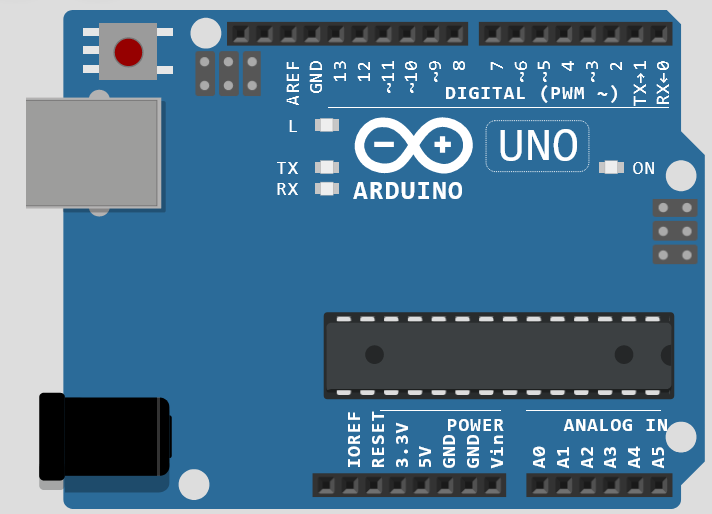 AREF
GND
13
12
~11
~10
~9
8
7
~6
~5
4
~3
2
TX→1
RX←0
DIGITAL (PWM ~)
L
TX
RX
UNO
ON
ARDUINO
POWER
ANALOG IN
IOREF
RESET
3.3V
5V
GND
GND
Vin
A0
A1
A2
A3
A4
A5